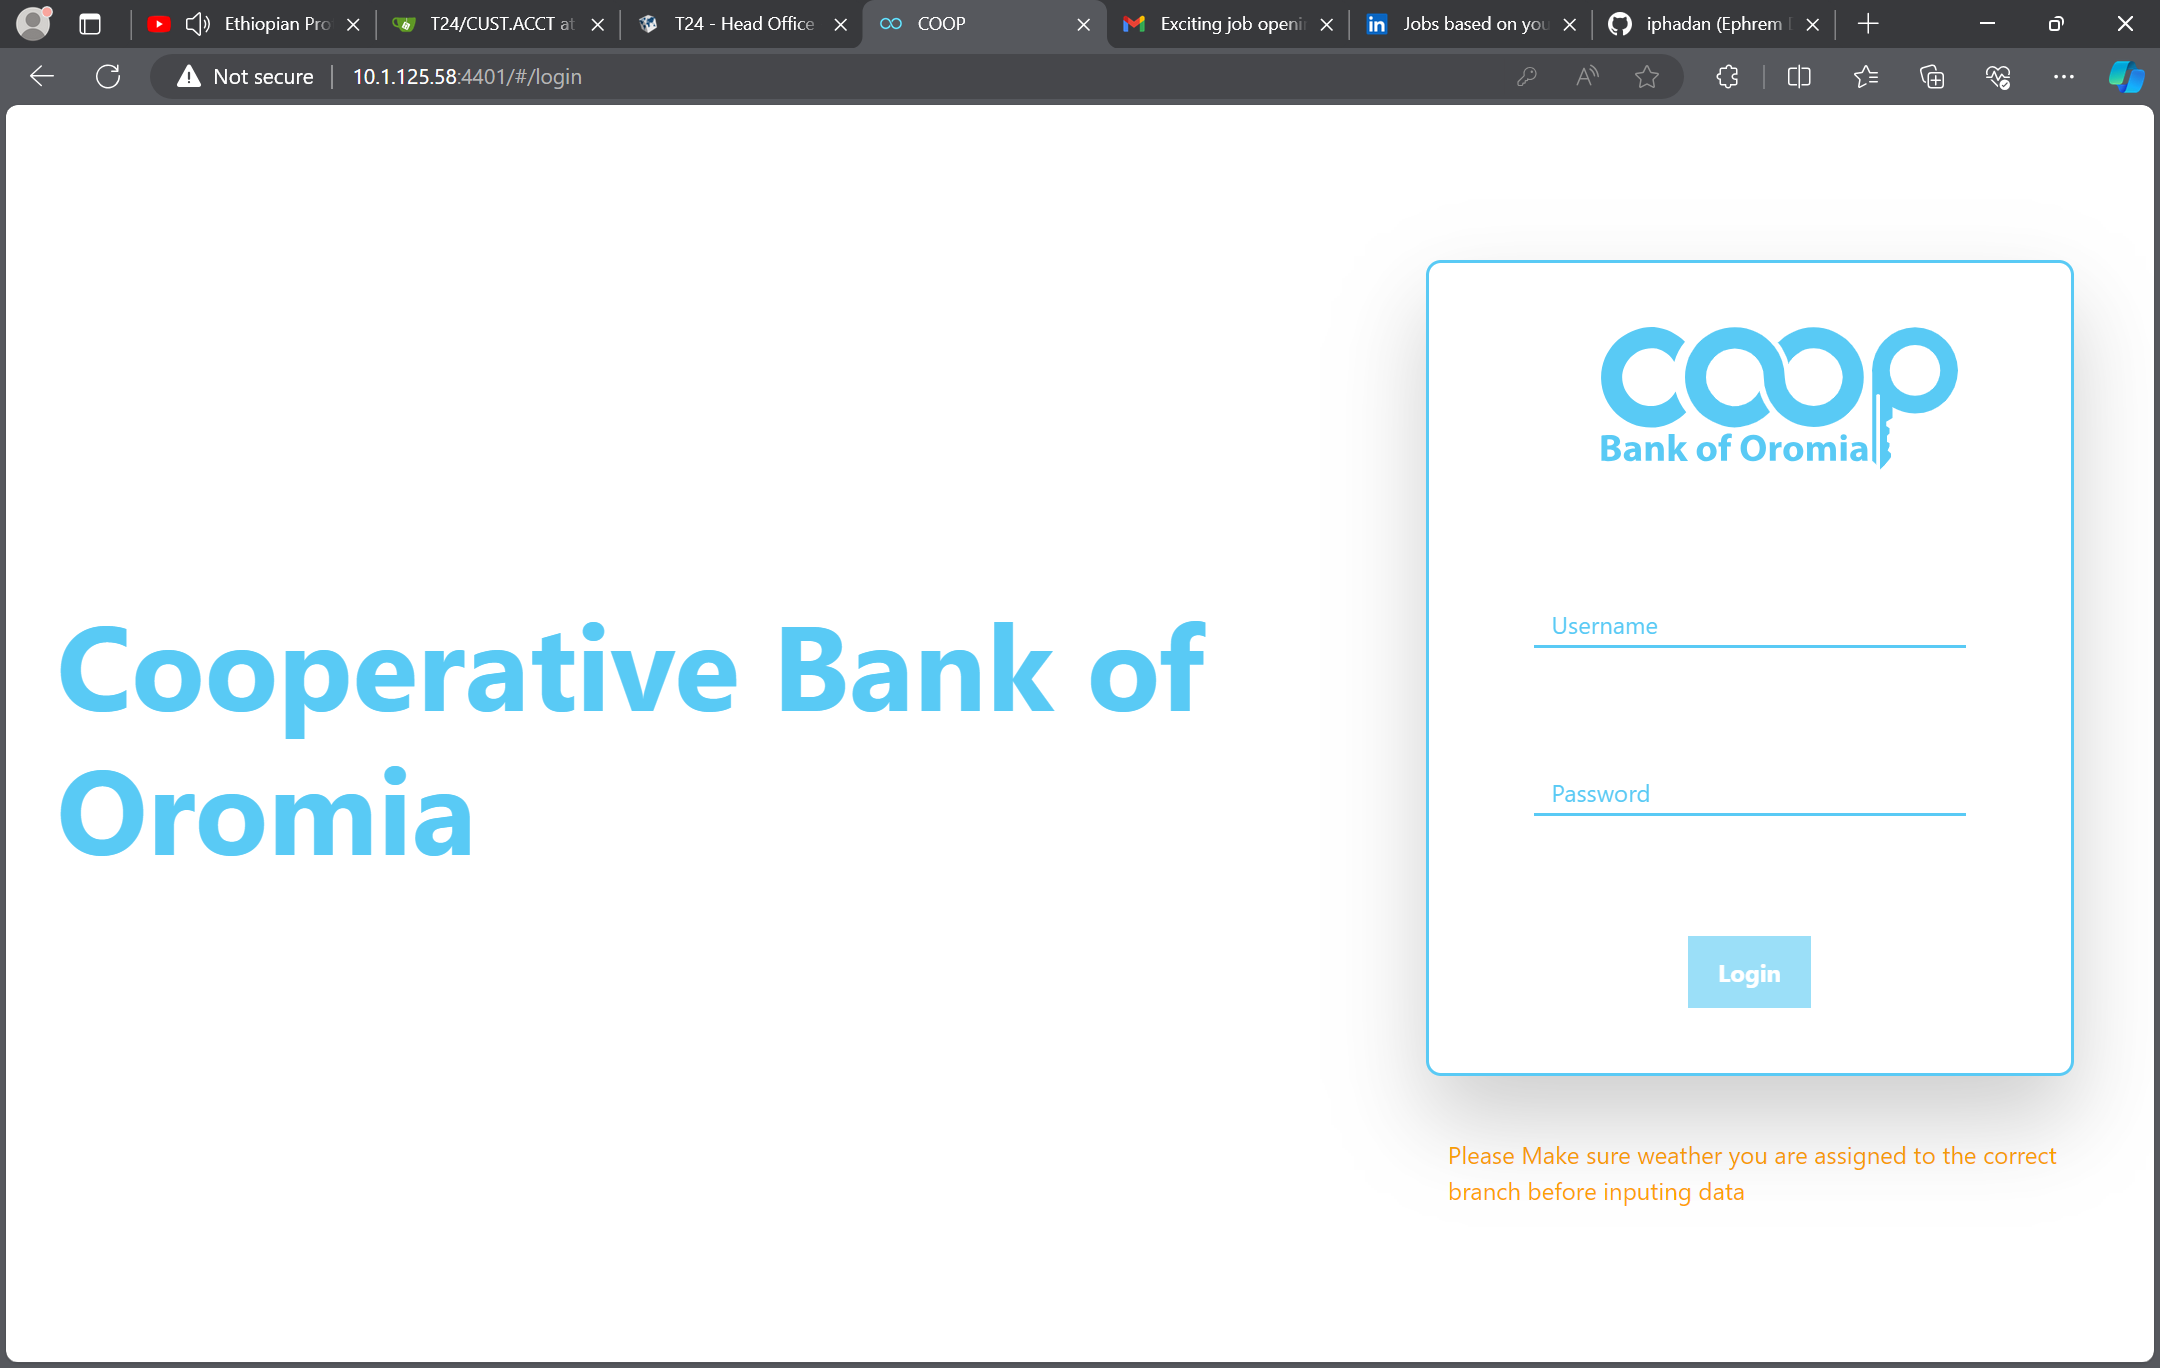 Ethiopian Pro
T24/CUST.ACCT at
T24 - Head Office
COOP
Exciting job openi
Jobs based on you
iphadan (Ephrem
Not secure
10.1.125.58:4401/#/login
coop
Bank of Oromia
Cooperative Bank of
Oromia
Username
Password
Login
Please Make sure weather you are assigned to the correct
branch before inputing data